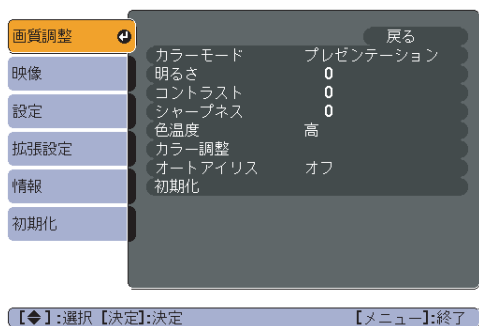 画質調整
映像
設定
拡張設定
情報
初期化
戻る
カラーモード プレゼンテーション
明るさ 0
コントラスト 0
シャープネス 0
色温度 高
カラー調整
オートアイリス オフ
初期化
【◆】:選択 【決定】:決定 【メニュー】:終了